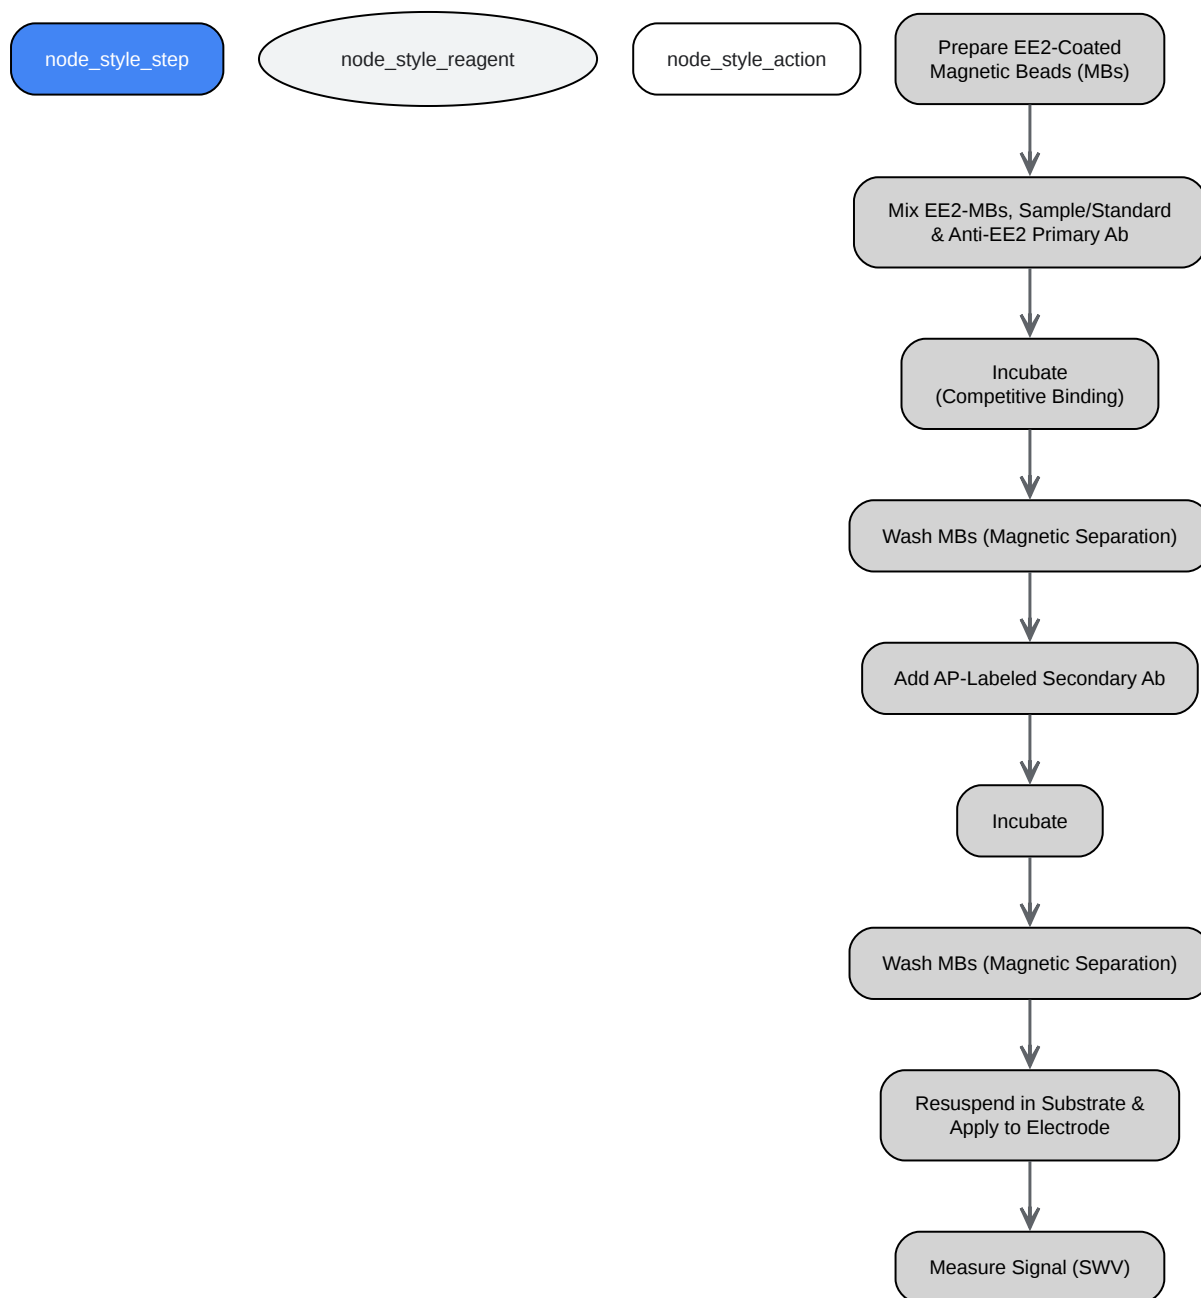 node_style_step
node_style_reagent
node_style_action
Prepare EE2-Coated
Magnetic Beads (MBs)
Mix EE2-MBs, Sample/Standard
& Anti-EE2 Primary Ab
Incubate
(Competitive Binding)
Wash MBs (Magnetic Separation)
Add AP-Labeled Secondary Ab
Incubate
Wash MBs (Magnetic Separation)
Resuspend in Substrate &
Apply to Electrode
Measure Signal (SWV)